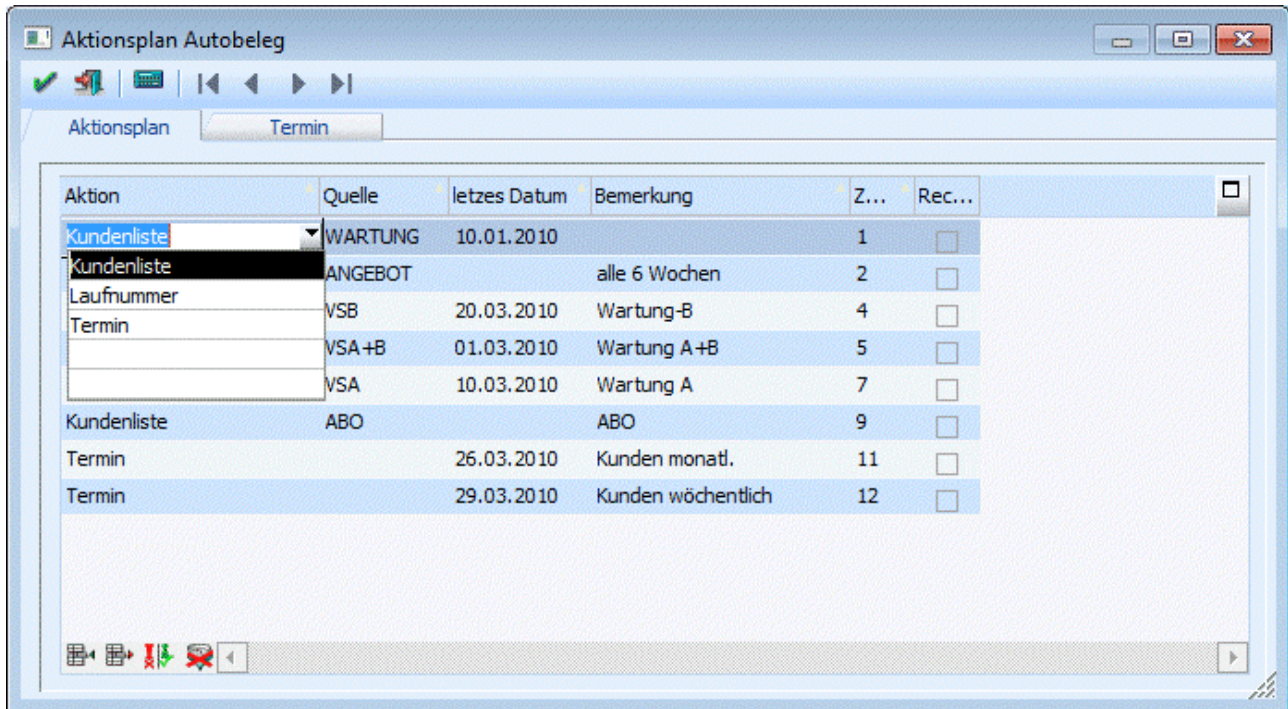 Aktionsplan Autobeleg
Aktionsplan Termin
Aktion Quelle letzes Datum Bemerkung Z... Rec...
Kundenliste WARTUNG 10.01.2010 1
Kundenliste ANGEBOT alle 6 Wochen 2
Laufnummer VSB 20.03.2010 Wartung-B 4
Termin VSA+B 01.03.2010 Wartung A+B 5
VSA 10.03.2010 Wartung A 7
Kundenliste ABO ABO 9
Termin 26.03.2010 Kunden monatl. 11
Termin 29.03.2010 Kunden wöchentlich 12